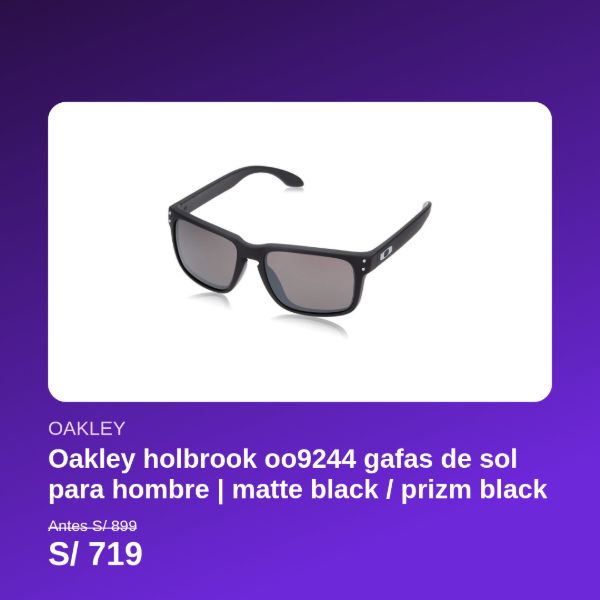 OAKLEY
Oakley holbrook oo9244 gafas de sol
para hombre | matte black / prizm black
Antes S/ 899
S/ 719